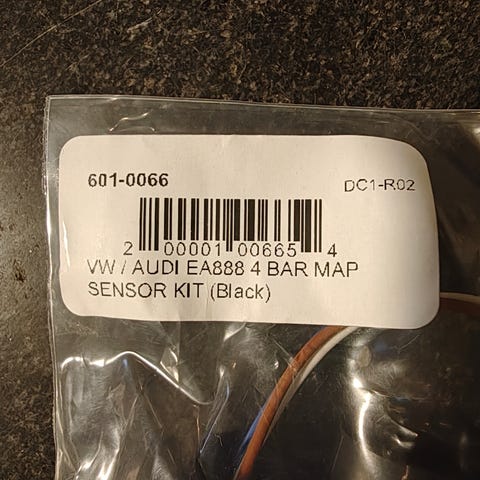 601-0066
DC1-R02
2 00001 00665 4
VW / AUDI EA888 4 BAR MAP
SENSOR KIT (Black)